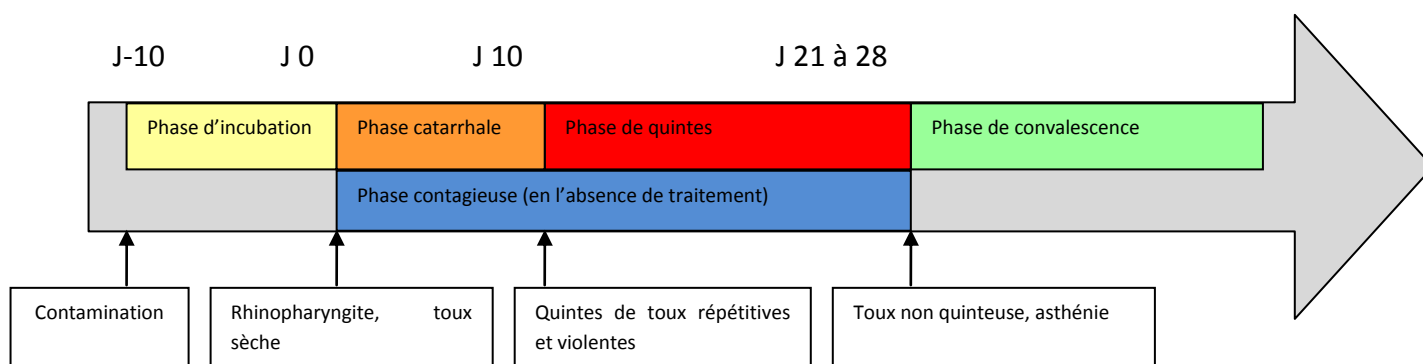 J-10 J 0 J 10 J 21 à 28
Phase d’incubation Phase catarrhale Phase de quintes Phase de convalescence
Phase contagieuse (en l’absence de traitement)
Contamination
Rhinopharyngite, toux
sèche
Quintes de toux répétitives
et violentes
Toux non quinteuse, asthénie